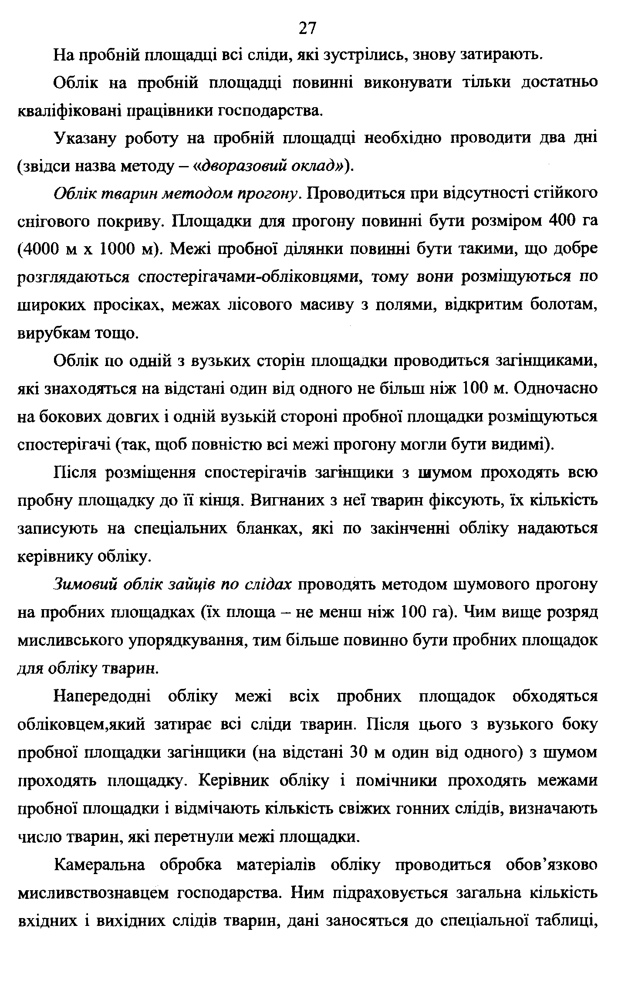 27
На пробній площадці всі сліди, які зустрілись, знову затирають.
Облік на пробній площадці повинні виконувати тільки достатньо
кваліфіковані працівники господарства.
Указану роботу на пробній площадці необхідно проводити два дні
(звідси назва методу – «дворазовий оклад»).
Облік тварин методом прогону. Проводиться при відсутності стійкого
снігового покриву. Площадки для прогону повинні бути розміром 400 га
(4000 м х 1000 м). Межі пробної ділянки повинні бути такими, що добре
розглядаються спостерігачами-обліковцями, тому вони розміщуються по
широких просіках, межах лісового масиву з полями, відкритим болотам,
вирубкам тощо.
Облік по одній з вузьких сторін площадки проводиться загінщиками,
які знаходяться на відстані один від одного не більш ніж 100 м. Одночасно
на бокових довгих і одній вузькій стороні пробної площадки розміщуються
спостерігачі (так, щоб повністю всі межі прогону могли бути видимі).
Після розміщення спостерігачів загінщики з шумом проходять всю
пробну площадку до її кінця. Вигнаних з неї тварин фіксують, їх кількість
записують на спеціальних бланках, які по закінченні обліку надаються
керівнику обліку.
Зимовий облік зайців по слідах проводять методом шумового прогону
на пробних площадках (їх площа – не менш ніж 100 га). Чим вище розряд
мисливського упорядкування, тим більше повинно бути пробних площадок
для обліку тварин.
Напередодні обліку межі всіх пробних площадок обходяться
обліковцем,який затирає всі сліди тварин. Після цього з вузького боку
пробної площадки загінщики (на відстані 30 м один від одного) з шумом
проходять площадку. Керівник обліку і помічники проходять межами
пробної площадки і відмічають кількість свіжих гонних слідів, визначають
число тварин, які перетнули межі площадки.
Камеральна обробка матеріалів обліку проводиться обов’язково
мисливствознавцем господарства. Ним підраховується загальна кількість
вхідних і вихідних слідів тварин, дані заносяться до спеціальної таблиці,